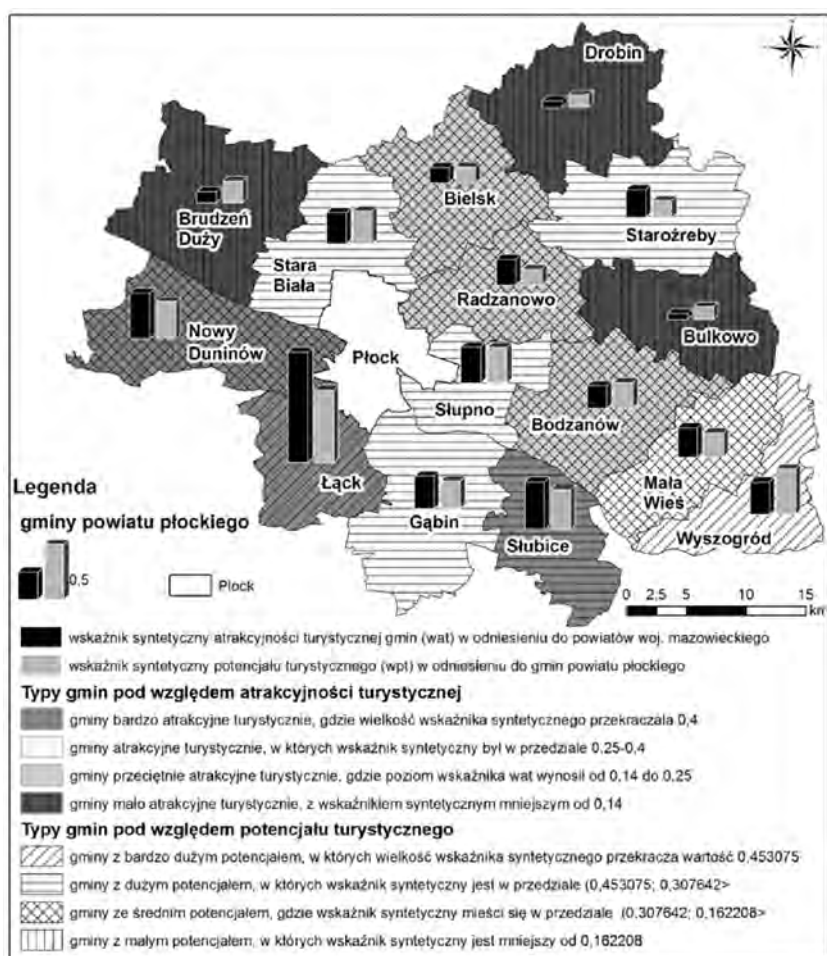 Drobin
Bielsk
Brudzeń
Duży
Staroźreby
Stara
Biała
Radzanowo
Bulkowo
Nowy
Duninów
Płock
Słupno
Bodzanów
Łąck
Mała
Wieś
Gąbin
Słubice
Wyszogród
Legenda
gminy powiatu płockiego
0,5
Płock
0 2,5 5 10 15
km
wskaźnik syntetyczny atrakcyjności turystycznej gmin (wat) w odniesieniu do powiatów woj. mazowieckiego
wskaźnik syntetyczny potencjału turystycznego (wpt) w odniesieniu do gmin powiatu płockiego
Typy gmin pod względem atrakcyjności turystycznej
gminy bardzo atrakcyjne turystycznie, gdzie wielkość wskaźnika syntetycznego przekraczała 0,4
gminy atrakcyjne turystycznie, w których wskaźnik syntetyczny był w przedziale 0,25-0,4
gminy przeciętnie atrakcyjne turystycznie, gdzie poziom wskaźnika wat wynosił od 0,14 do 0,25
gminy mało atrakcyjne turystycznie, z wskaźnikiem syntetycznym mniejszym od 0,14
Typy gmin pod względem potencjału turystycznego
gminy z bardzo dużym potencjałem, w których wielkość wskaźnika syntetycznego przekracza wartość 0,453075
gminy z dużym potencjałem, w których wskaźnik syntetyczny jest w przedziale (0,453075; 0,307642>
gminy ze średnim potencjałem, gdzie wskaźnik syntetyczny mieści się w przedziale (0,307642; 0,162208>
gminy z małym potencjałem, w których wskaźnik syntetyczny jest mniejszy od 0,162208